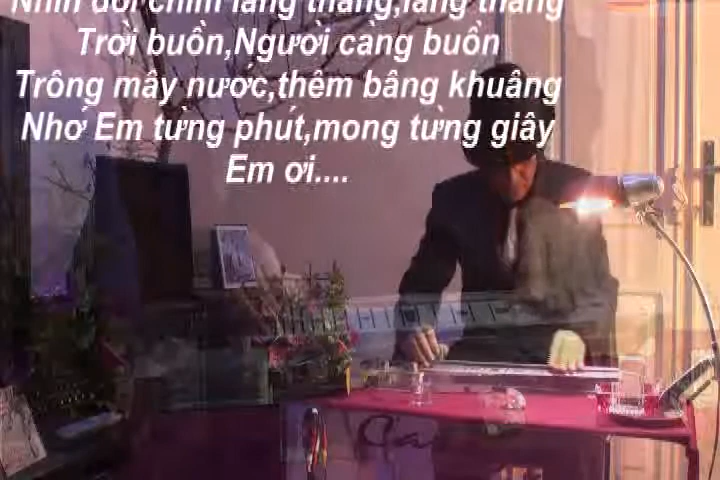 Nhìn đôi chim lang thang,lang thang
Trời buồn,Người càng buồn
Trông mây nước,thêm bâng khuâng
Nhớ Em từng phút,mong từng giây
Em ơi....
Ca